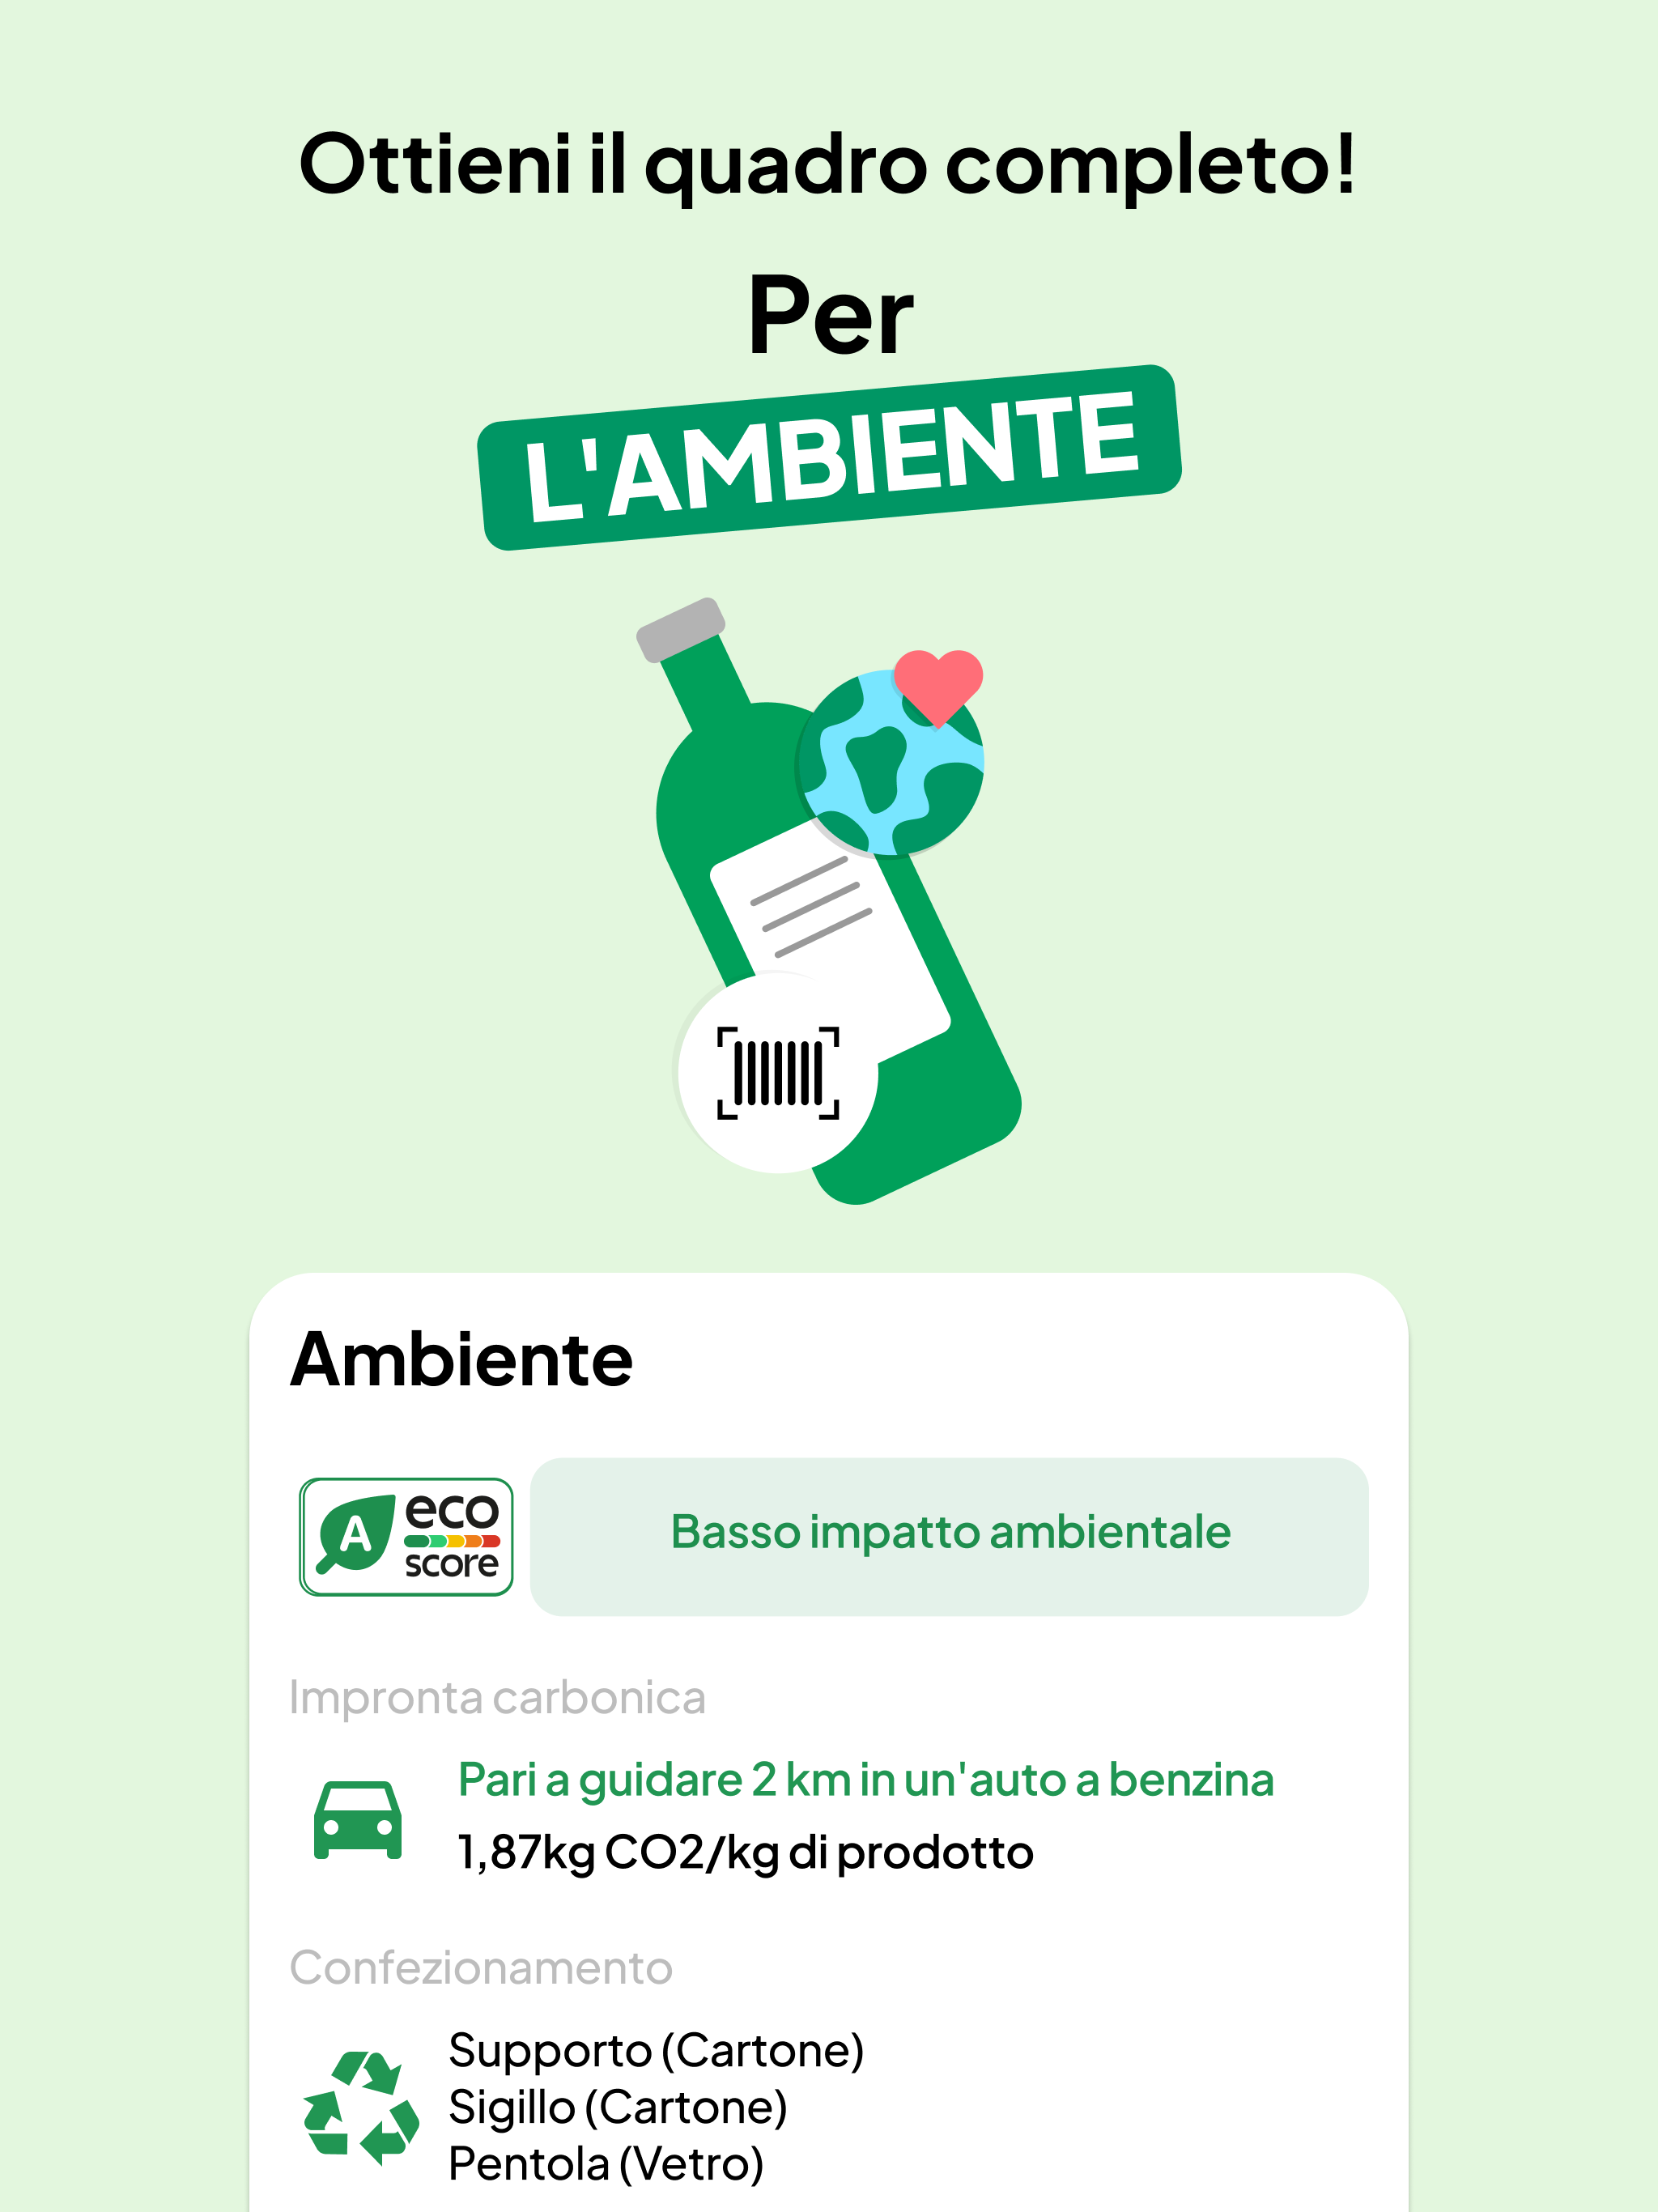 Ottieni il quadro completo!
Per
L'AMBIENTE
Ambiente
A
eco
score
Basso impatto ambientale
Impronta carbonica
Pari a guidare 2 km in un'auto a benzina
1,87kg CO2/kg di prodotto
Confezionamento
Supporto (Cartone)
Sigillo (Cartone)
Pentola (Vetro)